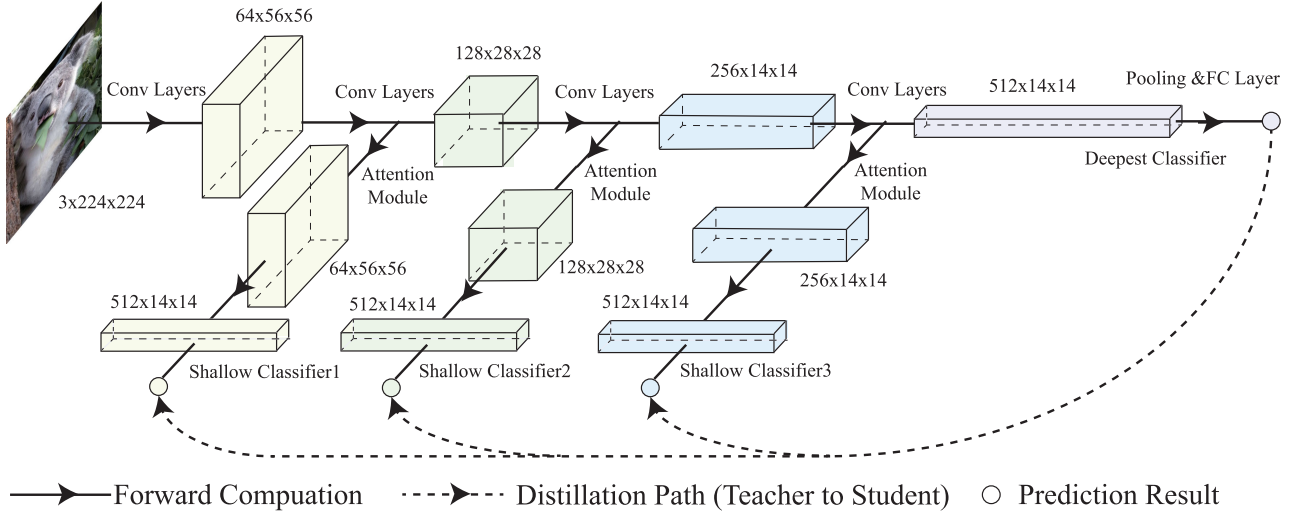 64x56x56
128x28x28
256x14x14
512x14x14
Pooling &FC Layer
Conv Layers
Conv Layers
Conv Layers
Conv Layers
Deepest Classifier
Attention
Module
Attention
Module
Attention
Module
3x224x224
64x56x56
128x28x28
256x14x14
512x14x14
512x14x14
512x14x14
Shallow Classifier1
Shallow Classifier2
Shallow Classifier3
Forward Compuation
Distillation Path (Teacher to Student)
Prediction Result